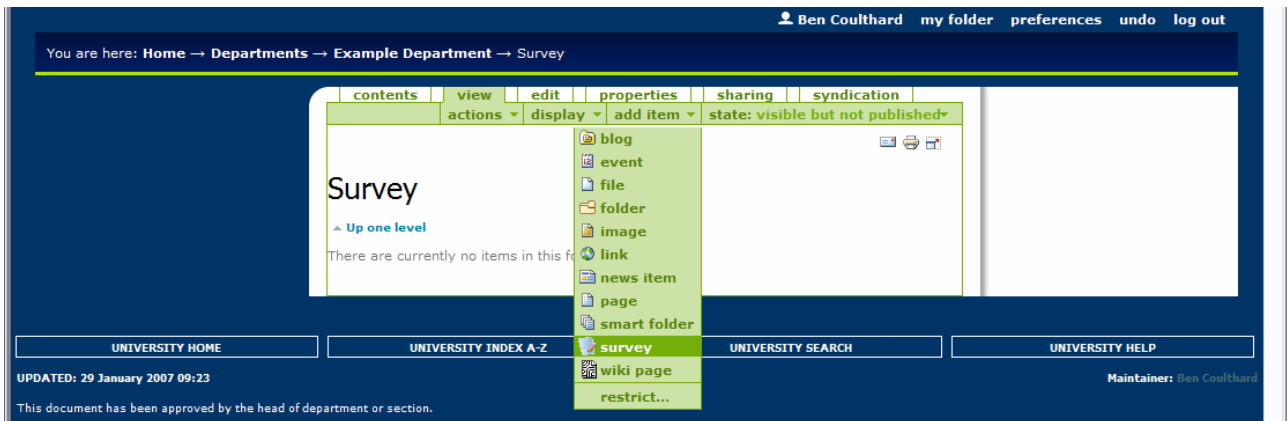 Ben Coulthard my folder preferences undo log out
You are here: Home → Departments → Example Department → Survey
contents view edit properties sharing syndication
actions display add item state: visible but not published
blog
event
Survey
file
folder
Up one level
image
There are currently no items in this
link
news item
page
smart folder
UNIVERSITY HOME UNIVERSITY INDEX A-Z survey UNIVERSITY SEARCH UNIVERSITY HELP
wiki page
UPDATED: 29 January 2007 09:23 Maintainer: Ben Coulthard
restrict...
This document has been approved by the head of department or section.